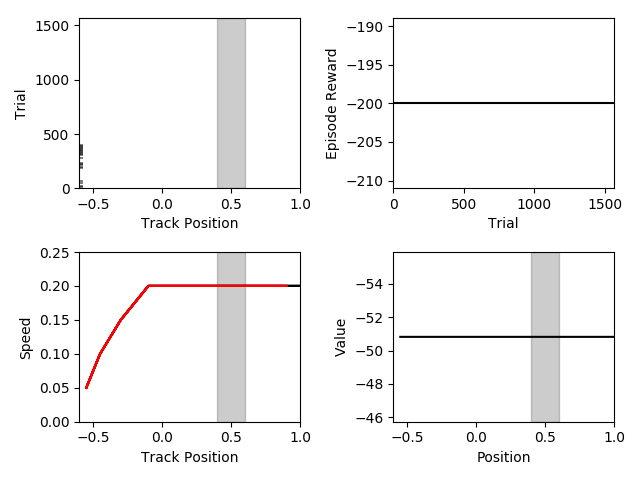 1500
1000
500
0
Trial
−0.5 0.0 0.5 1.0
Track Position
−190
−195
−200
−205
−210
Episode Reward
0 500 1000 1500
Trial
0.25
0.20
0.15
0.10
0.05
0.00
Speed
−0.5 0.0 0.5 1.0
Track Position
−54
−52
−50
−48
−46
Value
−0.5 0.0 0.5 1.0
Position